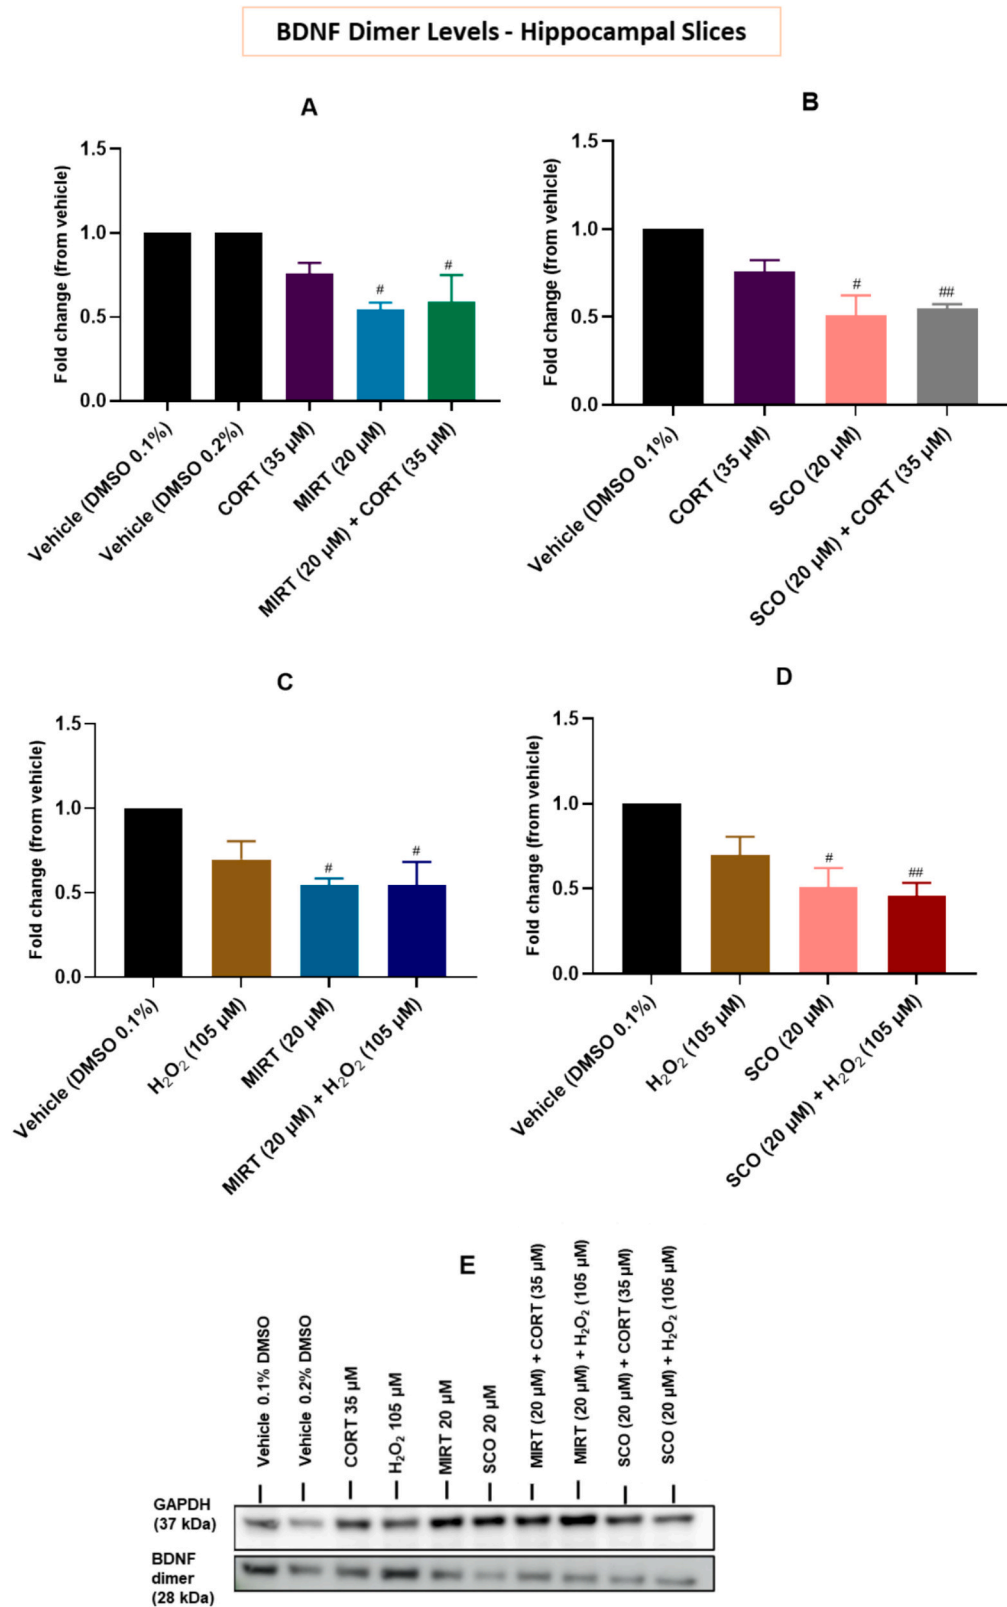 BDNF Dimer Levels - Hippocampal Slices
A
Fold change (from vehicle)
1.5
1.0
0.5
0.0
#
#
Vehicle (DMSO 0.1%)
Vehicle (DMSO 0.2%)
CORT (35 µM)
MIRT (20 µM)
MIRT (20 µM) + CORT (35 µM)
B
Fold change (from vehicle)
1.5
1.0
0.5
0.0
#
##
Vehicle (DMSO 0.1%)
CORT (35 µM)
SCO (20 µM)
SCO (20 µM) + CORT (35 µM)
C
Fold change (from vehicle)
1.5
1.0
0.5
0.0
#
#
Vehicle (DMSO 0.1%)
H₂O₂ (105 µM)
MIRT (20 µM)
MIRT (20 µM) + H₂O₂ (105 µM)
D
Fold change (from vehicle)
1.5
1.0
0.5
0.0
#
##
Vehicle (DMSO 0.1%)
H₂O₂ (105 µM)
SCO (20 µM)
SCO (20 µM) + H₂O₂ (105 µM)
E
Vehicle 0.1% DMSO
Vehicle 0.2% DMSO
CORT 35 µM
H₂O₂ 105 µM
MIRT 20 µM
SCO 20 µM
MIRT (20 µM) + CORT (35 µM)
MIRT (20 µM) + H₂O₂ (105 µM)
SCO (20 µM) + CORT (35 µM)
SCO (20 µM) + H₂O₂ (105 µM)
GAPDH
(37 kDa)
BDNF
dimer
(28 kDa)